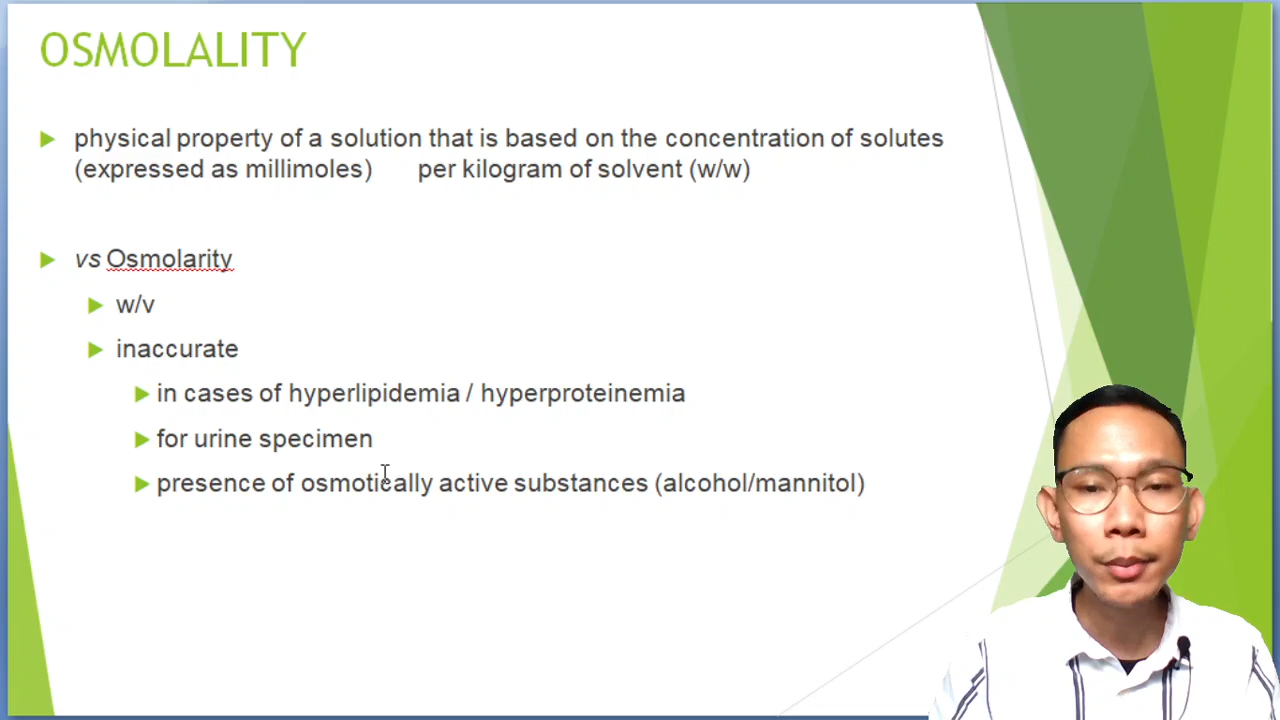 OSMOLALITY
physical property of a solution that is based on the concentration of solutes
(expressed as millimoles) per kilogram of solvent (w/w)
vs Osmolarity
w/v
inaccurate
in cases of hyperlipidemia / hyperproteinemia
for urine specimen
presence of osmotically active substances (alcohol/mannitol)